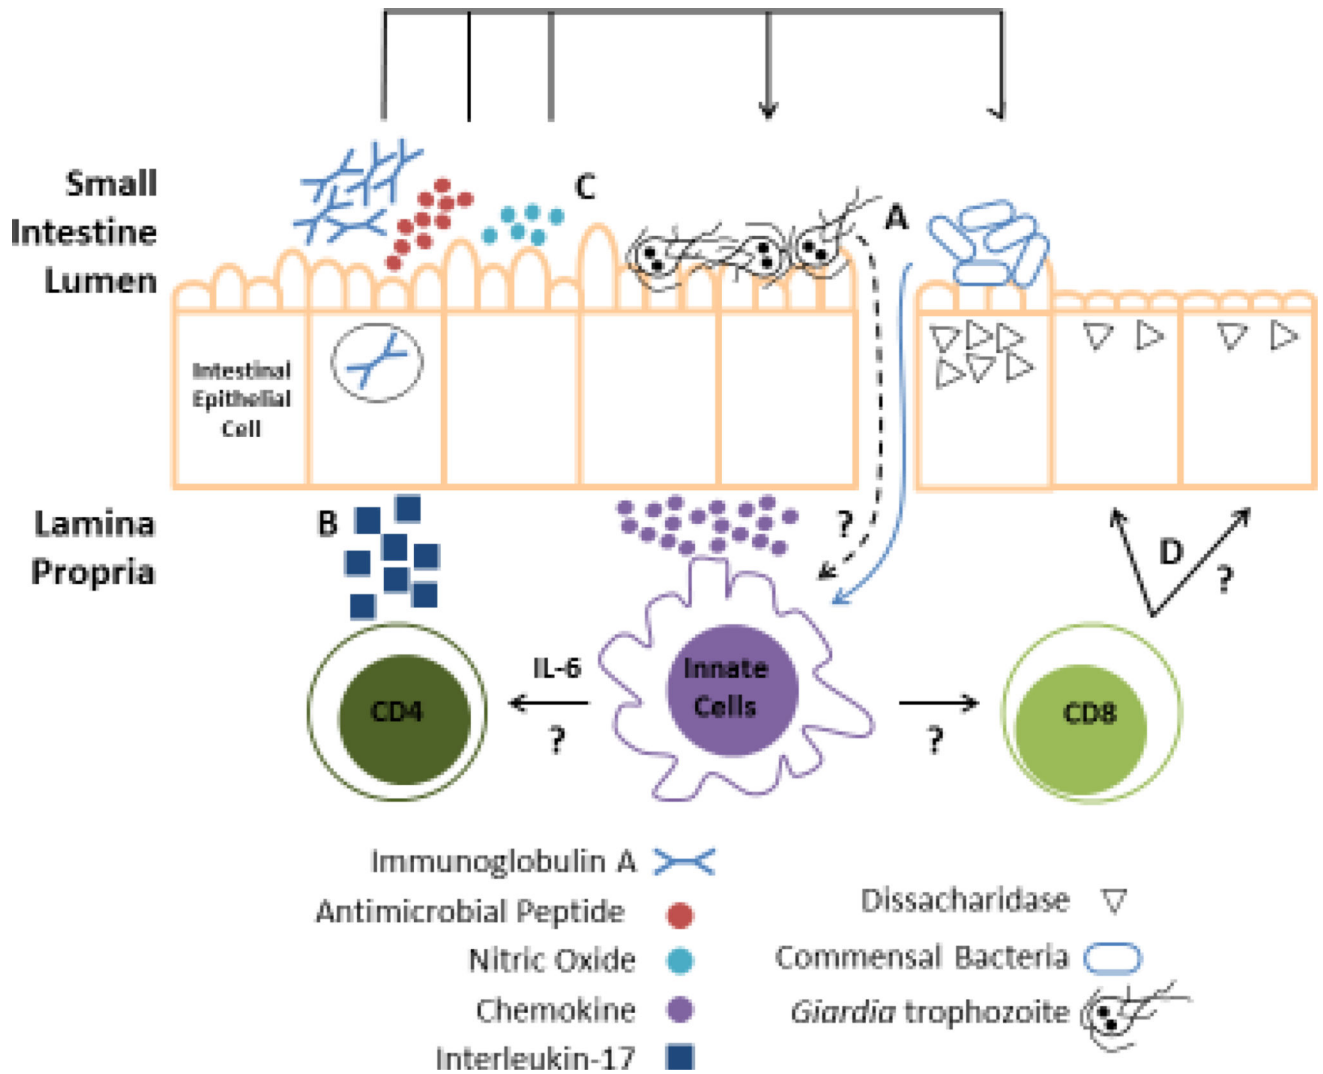 Small
Intestine
Lumen
C
A
Intestinal
Epithelial
Cell
Lamina
Propria
B
?
D
?
IL-6
?
CD4
Innate
Cells
?
CD8
Immunoglobulin A
Antimicrobial Peptide
Nitric Oxide
Chemokine
Interleukin-17
Dissacharidase
Commensal Bacteria
Giardia trophozoite